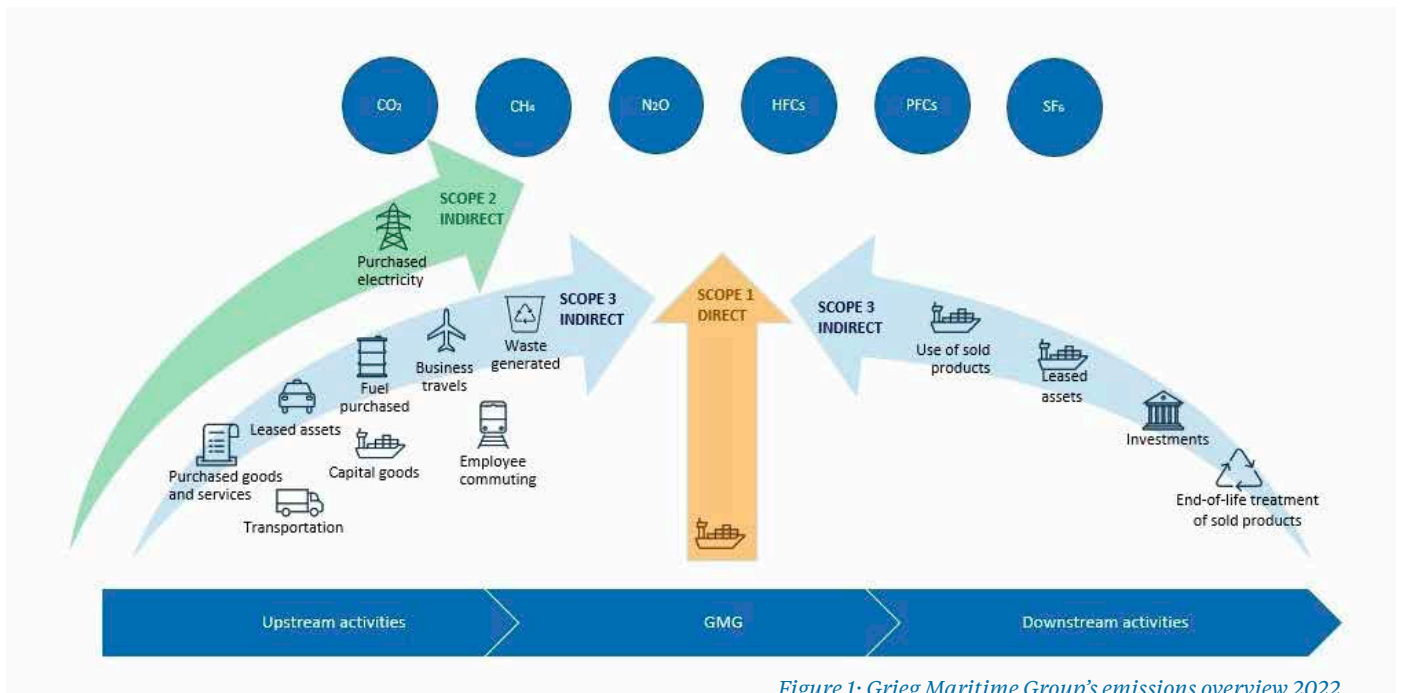 CO₂
CH₄
N₂O
HFCs
PFCs
SF₆
SCOPE 2
INDIRECT
Purchased
electricity
SCOPE 3
INDIRECT
Waste
generated
Business
travels
Fuel
purchased
Leased assets
Purchased goods
and services
Capital goods
Employee
commuting
Transportation
SCOPE 1
DIRECT
SCOPE 3
INDIRECT
Use of sold
products
Leased
assets
Investments
End-of-life treatment
of sold products
Upstream activities
GMG
Downstream activities
Figure 1: Grieg Maritime Group's emissions overview 2022